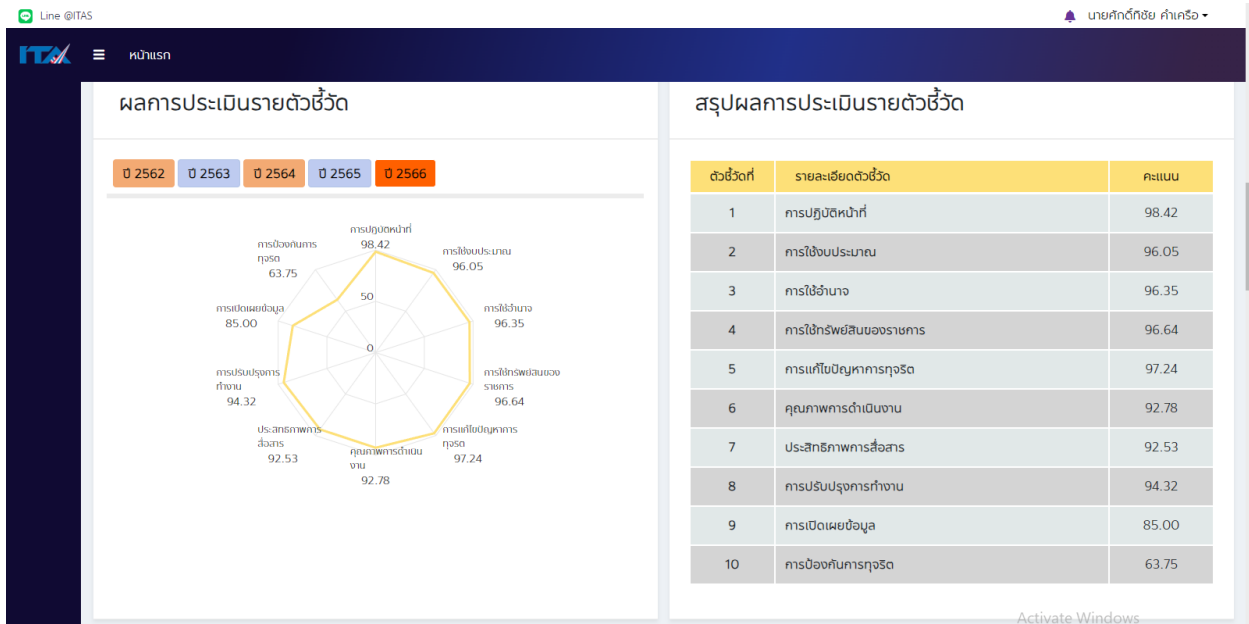 Line @ITAS
นายศักดิ์ทิชัย คำเครือ
ITA
หน้าแรก
ผลการประเมินรายตัวชี้วัด
ปี 2562 ปี 2563 ปี 2564 ปี 2565 ปี 2566
การปฏิบัติหน้าที่
98.42
การใช้งบประมาณ
96.05
การใช้อำนาจ
96.35
การใช้ทรัพย์สินของ
ราชการ
96.64
การแก้ไขปัญหาการ
ทุจริต
97.24
คุณภาพการดำเนิน
งาน
92.78
ประสิทธิภาพการ
สื่อสาร
92.53
การปรับปรุงการ
ทำงาน
94.32
การเปิดเผยข้อมูล
85.00
การป้องกันการ
ทุจริต
63.75
50
0
สรุปผลการประเมินรายตัวชี้วัด
ตัวชี้วัดที่ รายละเอียดตัวชี้วัด คะแนน
1 การปฏิบัติหน้าที่ 98.42
2 การใช้งบประมาณ 96.05
3 การใช้อำนาจ 96.35
4 การใช้ทรัพย์สินของราชการ 96.64
5 การแก้ไขปัญหาการทุจริต 97.24
6 คุณภาพการดำเนินงาน 92.78
7 ประสิทธิภาพการสื่อสาร 92.53
8 การปรับปรุงการทำงาน 94.32
9 การเปิดเผยข้อมูล 85.00
10 การป้องกันการทุจริต 63.75
Activate Windows